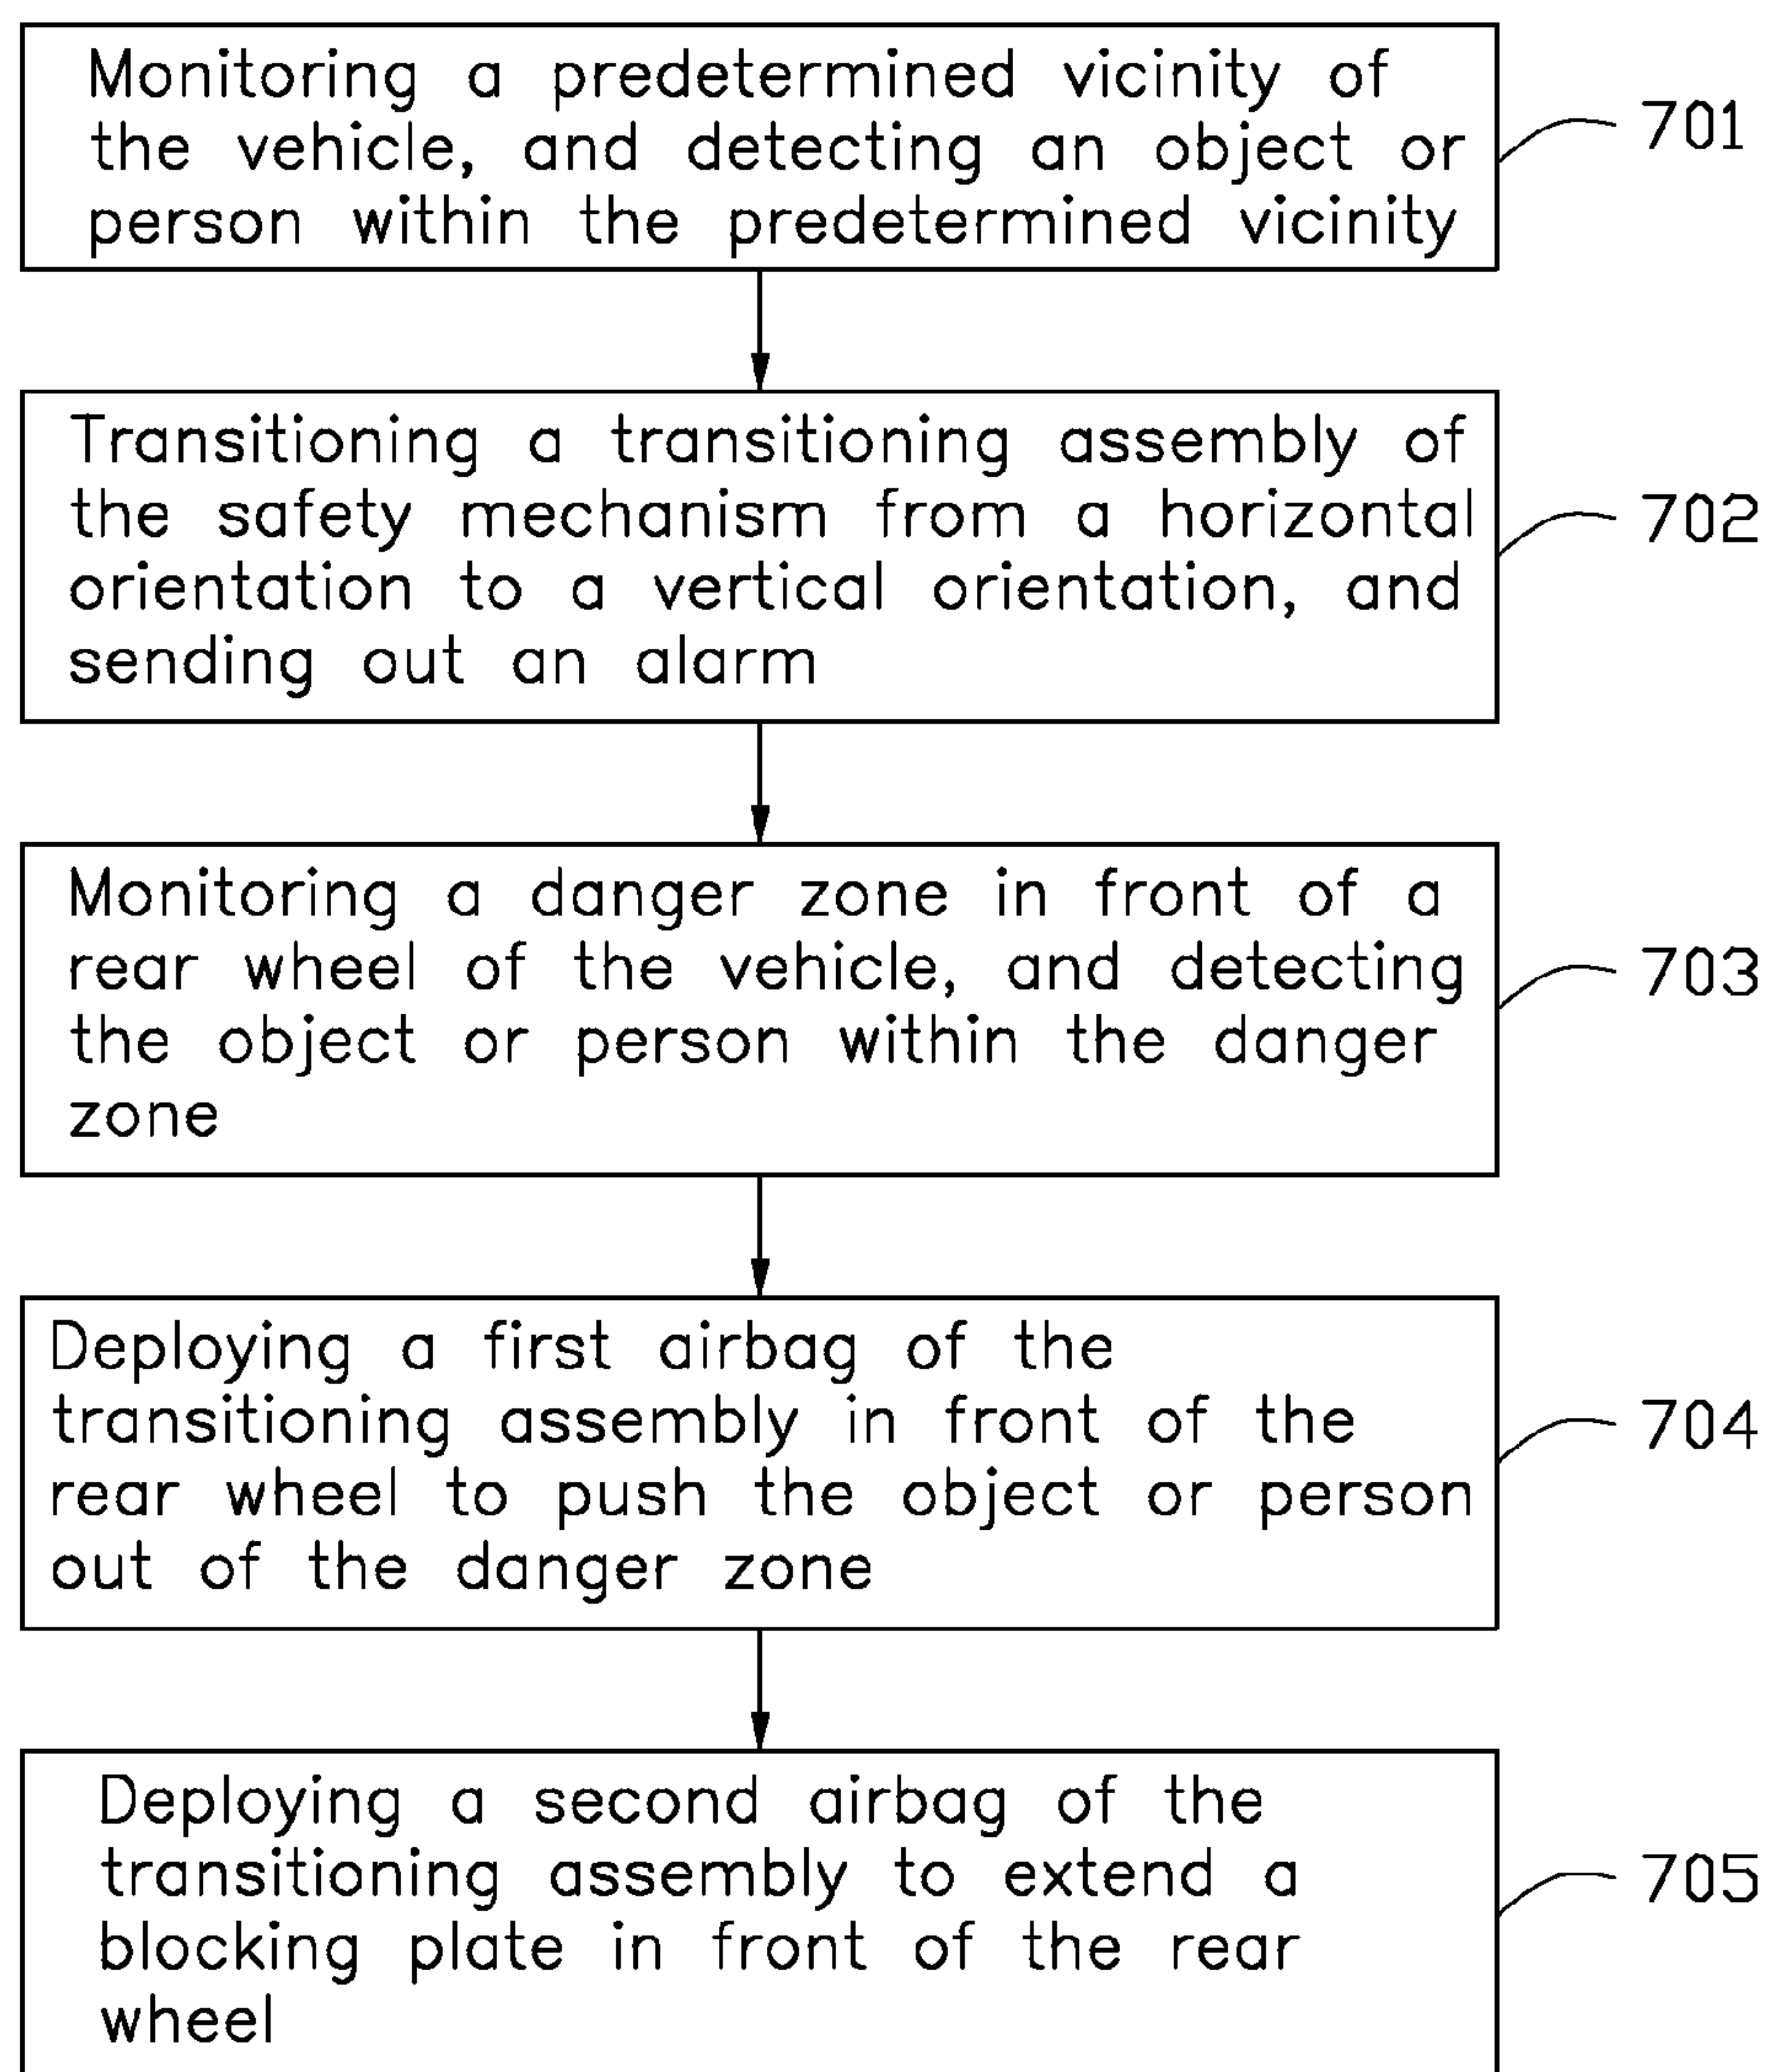 Monitoring a predetermined vicinity of
the vehicle, and detecting an object or
person within the predetermined vicinity
701
Transitioning a transitioning assembly of
the safety mechanism from a horizontal
orientation to a vertical orientation, and
sending out an alarm
702
Monitoring a danger zone in front of a
rear wheel of the vehicle, and detecting
the object or person within the danger
zone
703
Deploying a first airbag of the
transitioning assembly in front of the
rear wheel to push the object or person
out of the danger zone
704
Deploying a second airbag of the
transitioning assembly to extend a
blocking plate in front of the rear
wheel
705